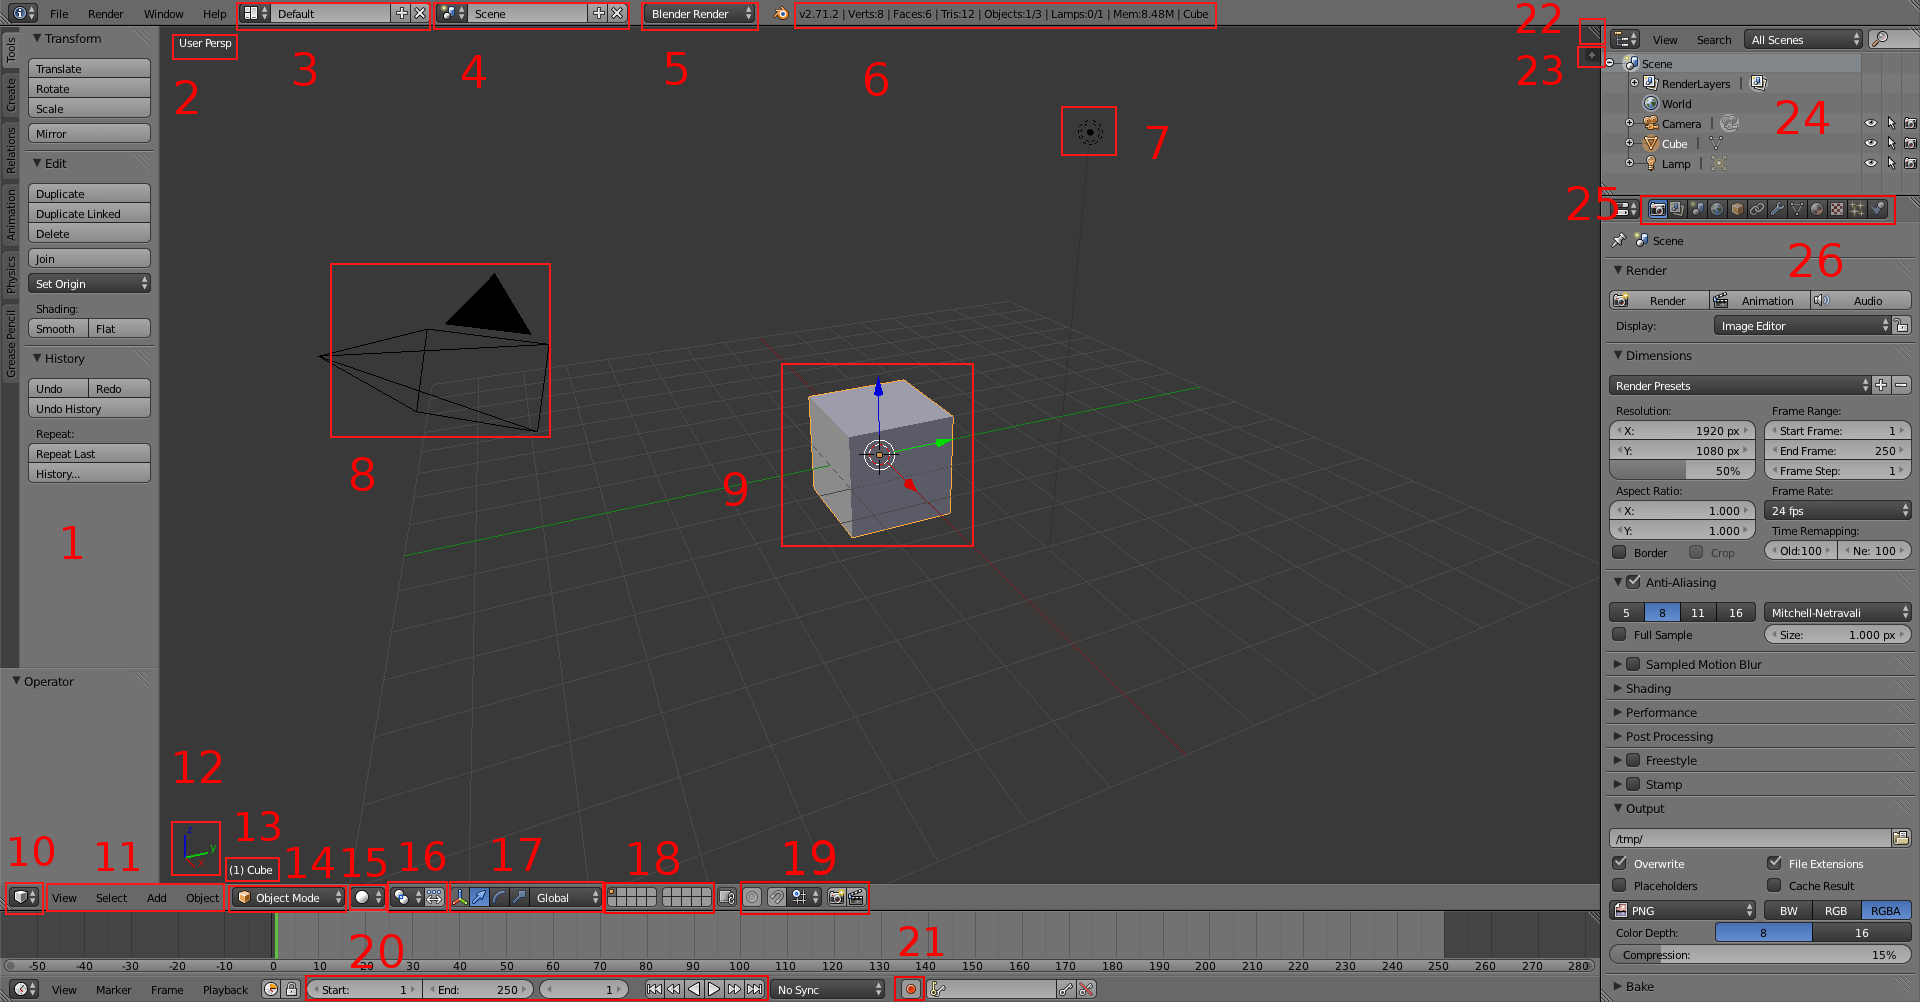 File Render Window Help Default Scene Blender Render v2.71.2 | Verts:8 | Faces:6 | Tris:12 | Objects:1/3 | Lamps:0/1 | Mem:8.48M | Cube
3 4 5 6
22
23
Tools
Create
Relations
Animation
Physics
Grease Pencil
Transform
Translate
Rotate
Scale
Mirror
Edit
Duplicate
Duplicate Linked
Delete
Join
Set Origin
Shading:
Smooth Flat
History
Undo Redo
Undo History
Repeat:
Repeat Last
History...
1
Operator
User Persp
2
7
8
9
12
z
y
13
(1) Cube
10 11 14 15 16 17 18 19
View Select Add Object Object Mode Global
20 21
-50 -40 -30 -20 -10 0 10 20 30 40 50 60 70 80 90 100 110 120 130 140 150 160 170 180 190 200 210 220 230 240 250 260 270 280
View Marker Frame Playback Start: 1 End: 250 1 No Sync
View Search All Scenes
Scene
RenderLayers
World
Camera
Cube
Lamp
24
25
26
Scene
Render
Render Animation Audio
Display: Image Editor
Dimensions
Render Presets
Resolution: Frame Range:
X: 1920 px Start Frame: 1
Y: 1080 px End Frame: 250
50% Frame Step: 1
Aspect Ratio: Frame Rate:
X: 1.000 24 fps
Y: 1.000 Time Remapping:
Border Crop Old:100 Ne: 100
Anti-Aliasing
5 8 11 16 Mitchell-Netravali
Full Sample Size: 1.000 px
Sampled Motion Blur
Shading
Performance
Post Processing
Freestyle
Stamp
Output
/tmp/
Overwrite File Extensions
Placeholders Cache Result
PNG BW RGB RGBA
Color Depth: 8 16
Compression: 15%
Bake